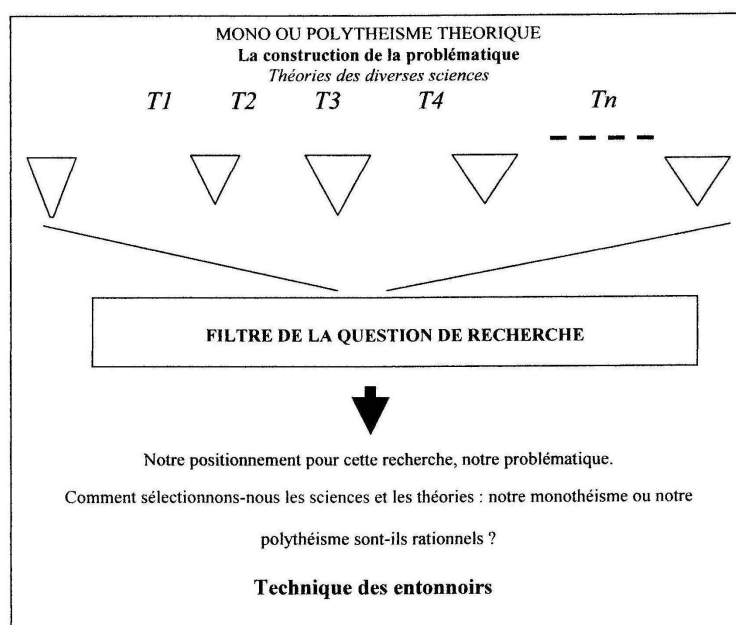 MONO OU POLYTHEISME THEORIQUE
La construction de la problématique
Théories des diverses sciences
T1 T2 T3 T4 Tn
FILTRE DE LA QUESTION DE RECHERCHE
Notre positionnement pour cette recherche, notre problématique.
Comment sélectionnons-nous les sciences et les théories : notre monothéisme ou notre
polythéisme sont-ils rationnels ?
Technique des entonnoirs